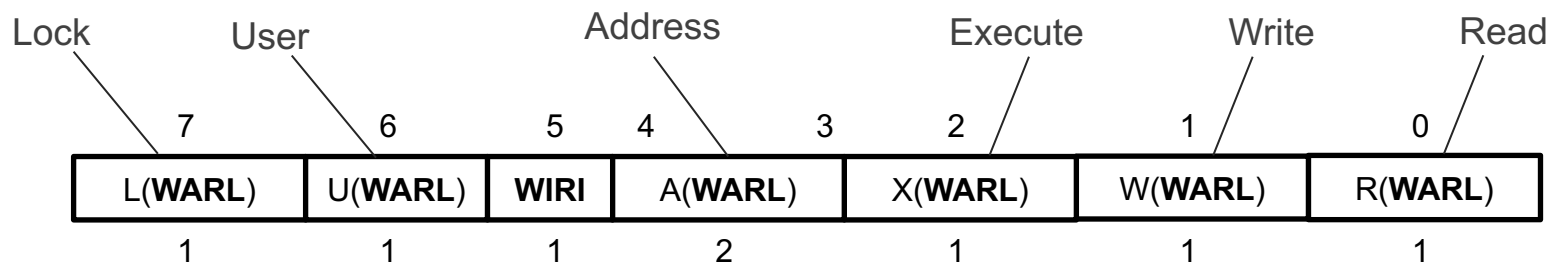 Lock User Address Execute Write Read
7 6 5 4 3 2 1 0
L(WARL) U(WARL) WIRI A(WARL) X(WARL) W(WARL) R(WARL)
1 1 1 2 1 1 1